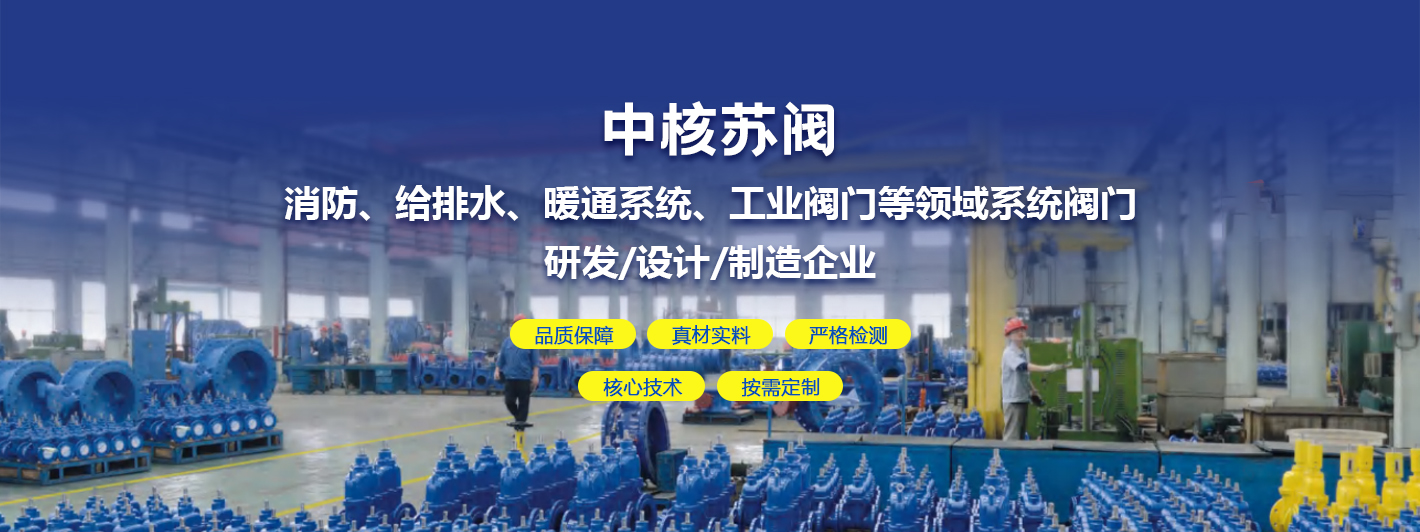 中核苏阀
消防、给排水、暖通系统、工业阀门等领域系统阀门
研发/设计/制造企业
品质保障 真材实料 严格检测
核心技术 按需定制